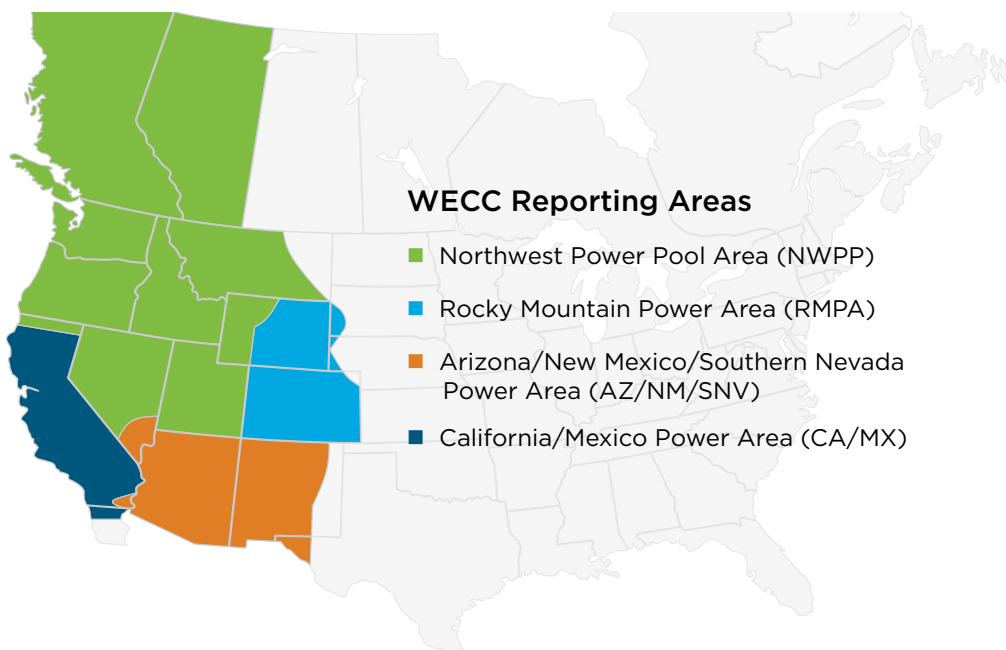 WECC Reporting Areas
Northwest Power Pool Area (NWPP)
Rocky Mountain Power Area (RMPA)
Arizona/New Mexico/Southern Nevada
Power Area (AZ/NM/SNV)
California/Mexico Power Area (CA/MX)